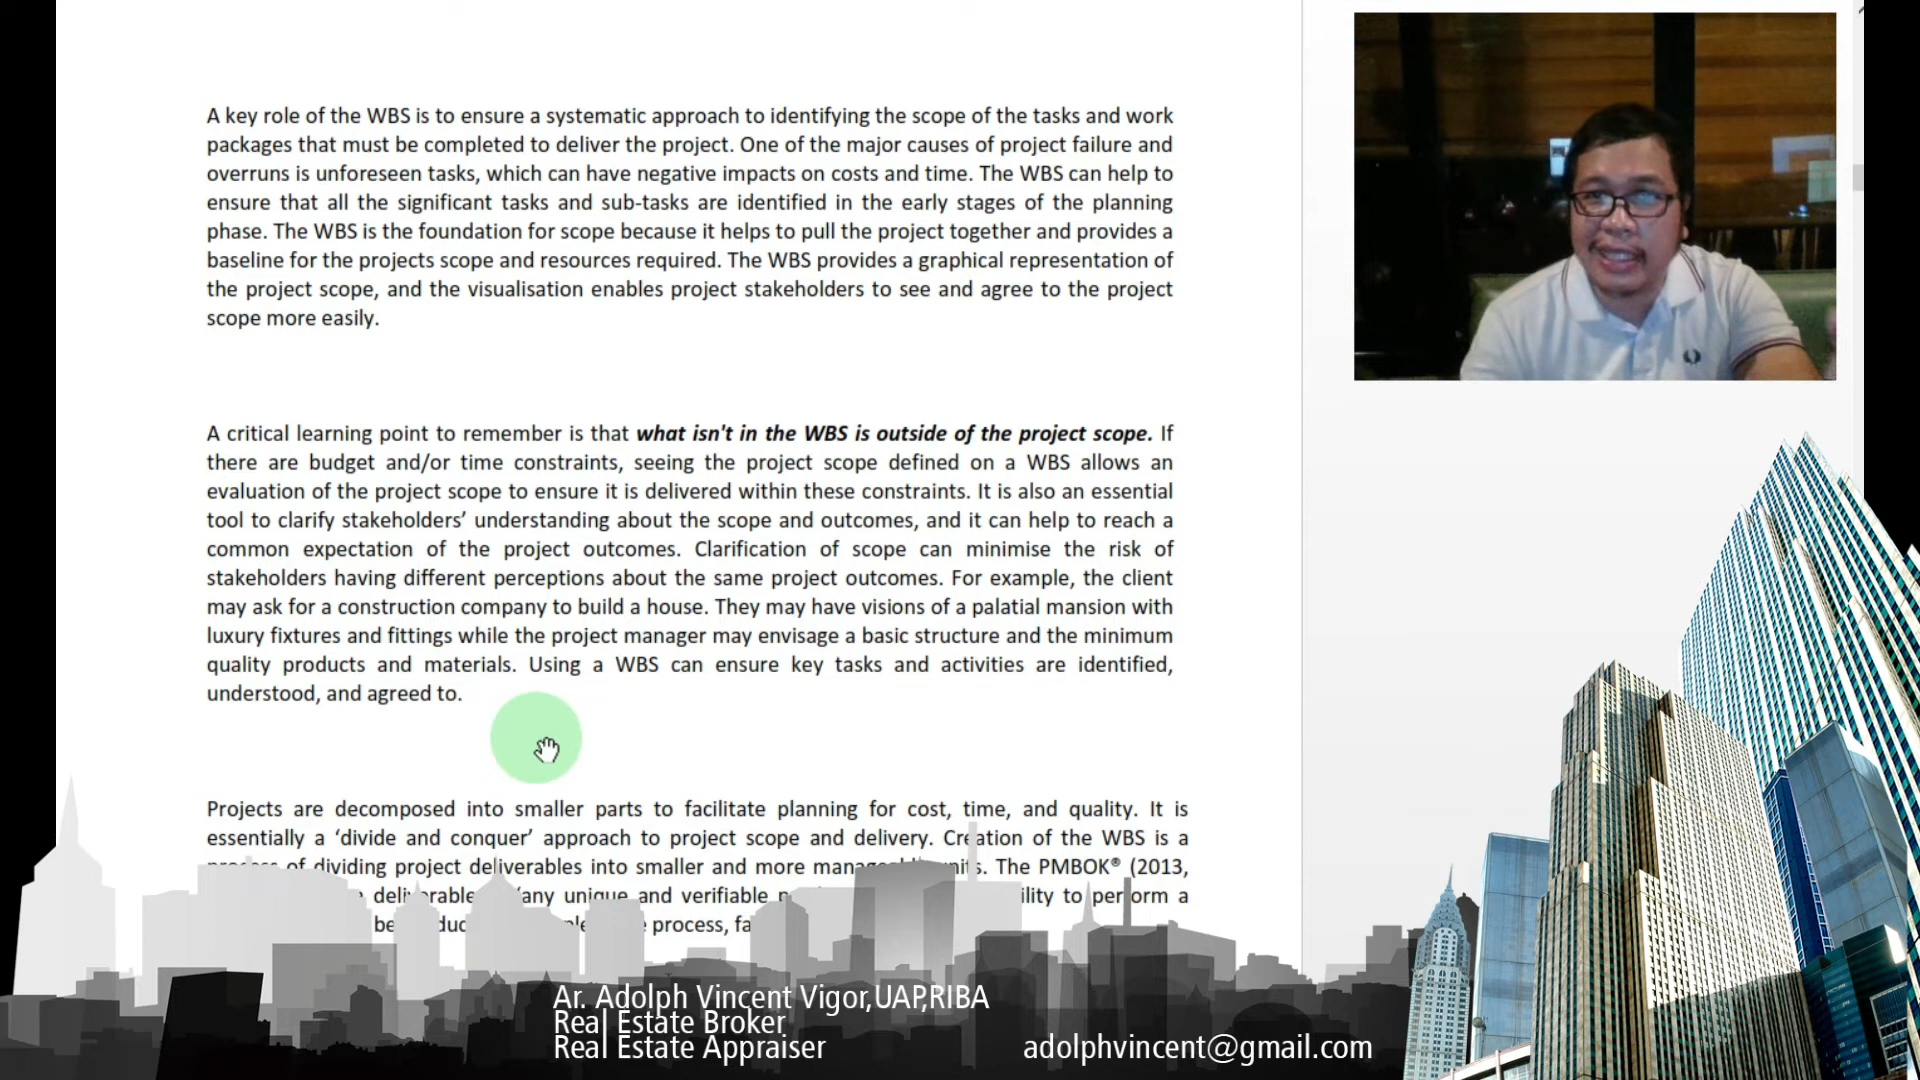 A key role of the WBS is to ensure a systematic approach to identifying the scope of the tasks and work
packages that must be completed to deliver the project. One of the major causes of project failure and
overruns is unforeseen tasks, which can have negative impacts on costs and time. The WBS can help to
ensure that all the significant tasks and sub-tasks are identified in the early stages of the planning
phase. The WBS is the foundation for scope because it helps to pull the project together and provides a
baseline for the projects scope and resources required. The WBS provides a graphical representation of
the project scope, and the visualisation enables project stakeholders to see and agree to the project
scope more easily.
A critical learning point to remember is that what isn't in the WBS is outside of the project scope. If
there are budget and/or time constraints, seeing the project scope defined on a WBS allows an
evaluation of the project scope to ensure it is delivered within these constraints. It is also an essential
tool to clarify stakeholders’ understanding about the scope and outcomes, and it can help to reach a
common expectation of the project outcomes. Clarification of scope can minimise the risk of
stakeholders having different perceptions about the same project outcomes. For example, the client
may ask for a construction company to build a house. They may have visions of a palatial mansion with
luxury fixtures and fittings while the project manager may envisage a basic structure and the minimum
quality products and materials. Using a WBS can ensure key tasks and activities are identified,
understood, and agreed to.
Projects are decomposed into smaller parts to facilitate planning for cost, time, and quality. It is
essentially a ‘divide and conquer’ approach to project scope and delivery. Creation of the WBS is a
of dividing project deliverables into smaller and more The PMBOK® (2013,
unique and verifiable to perform a
process,
Ar. Adolph Vincent Vigor,UAP,RIBA
Real Estate Broker
Real Estate Appraiser
adolphvincent@gmail.com